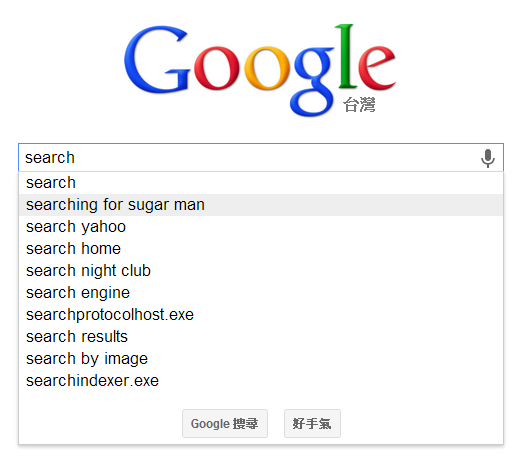 Google
台灣
search
search
searching for sugar man
search yahoo
search home
search night club
search engine
searchprotocolhost.exe
search results
search by image
searchindexer.exe
Google 搜尋 好手氣